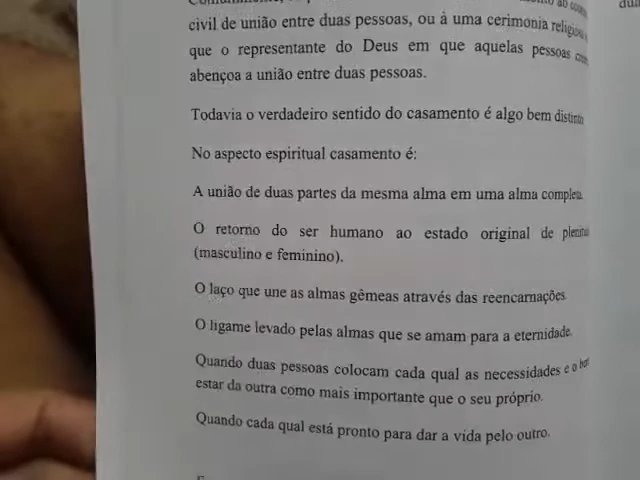 civil de união entre duas pessoas, ou à uma cerimonia religiosa
que o representante do Deus em que aquelas pessoas
abençoa a união entre duas pessoas.
Todavia o verdadeiro sentido do casamento é algo bem distinto
No aspecto espiritual casamento é:
A união de duas partes da mesma alma em uma alma completa.
O retorno do ser humano ao estado original de plenitude
(masculino e feminino).
O laço que une as almas gêmeas através das reencarnações.
O ligame levado pelas almas que se amam para a eternidade.
Quando duas pessoas colocam cada qual as necessidades e o bem
estar da outra como mais importante que o seu próprio.
Quando cada qual está pronto para dar a vida pelo outro.